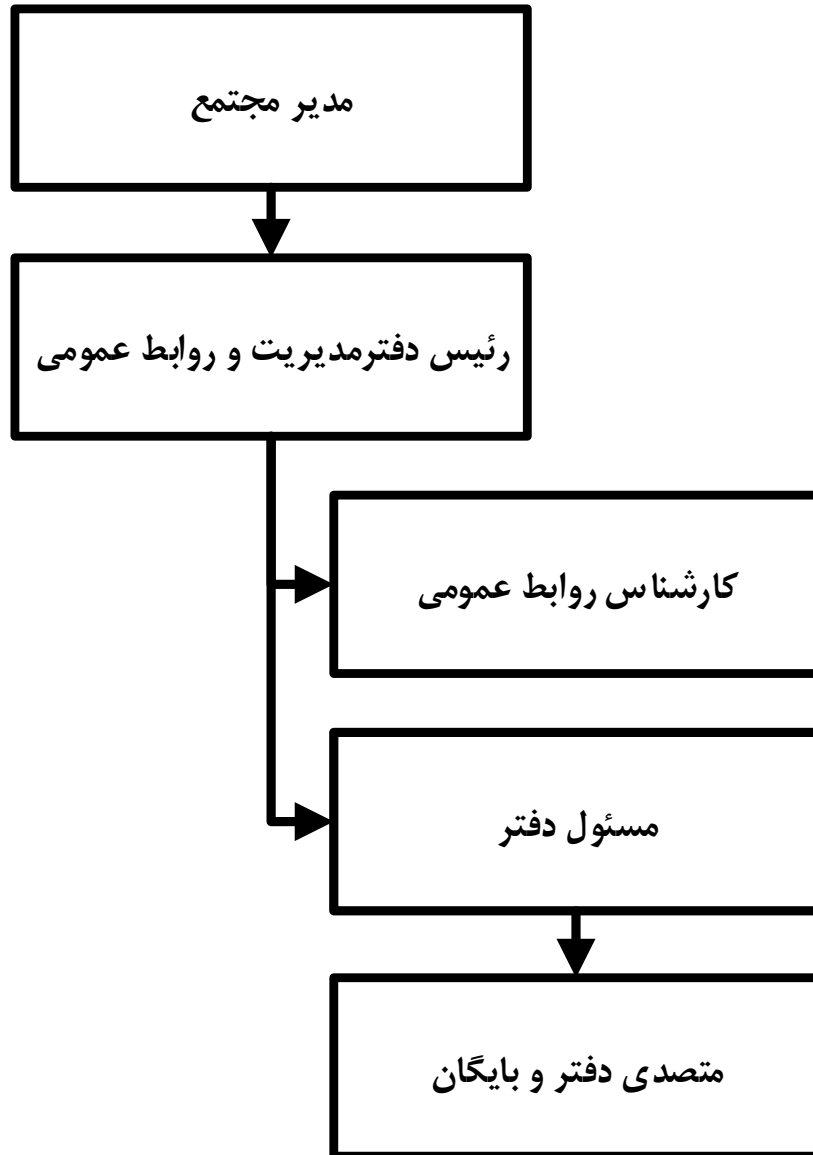 مدیر مجتمع
رئیس دفترمدیریت و روابط عمومی
کارشناس روابط عمومی
مسئول دفتر
متصدی دفتر و بایگان